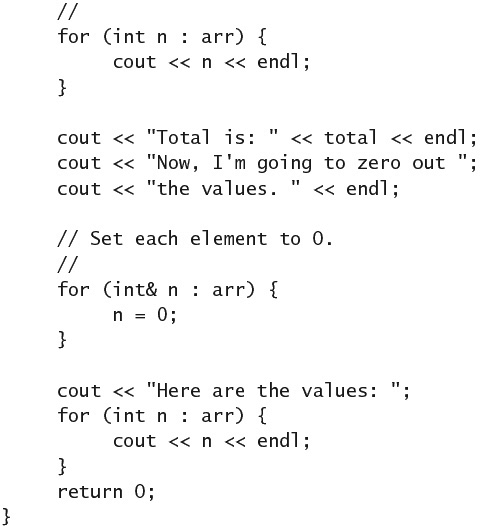 //
for (int n : arr) {
cout << n << endl;
}
cout << "Total is: " << total << endl;
cout << "Now, I'm going to zero out ";
cout << "the values. " << endl;
// Set each element to 0.
//
for (int& n : arr) {
n = 0;
}
cout << "Here are the values: ";
for (int n : arr) {
cout << n << endl;
}
return 0;
}